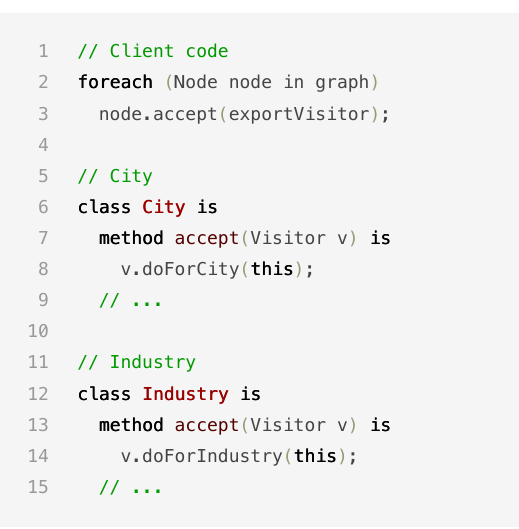 1 // Client code
2 foreach (Node node in graph)
3   node.accept(exportVisitor);
4
5 // City
6 class City is
7   method accept(Visitor v) is
8     v.doForCity(this);
9   // ...
10
11 // Industry
12 class Industry is
13   method accept(Visitor v) is
14     v.doForIndustry(this);
15   // ...